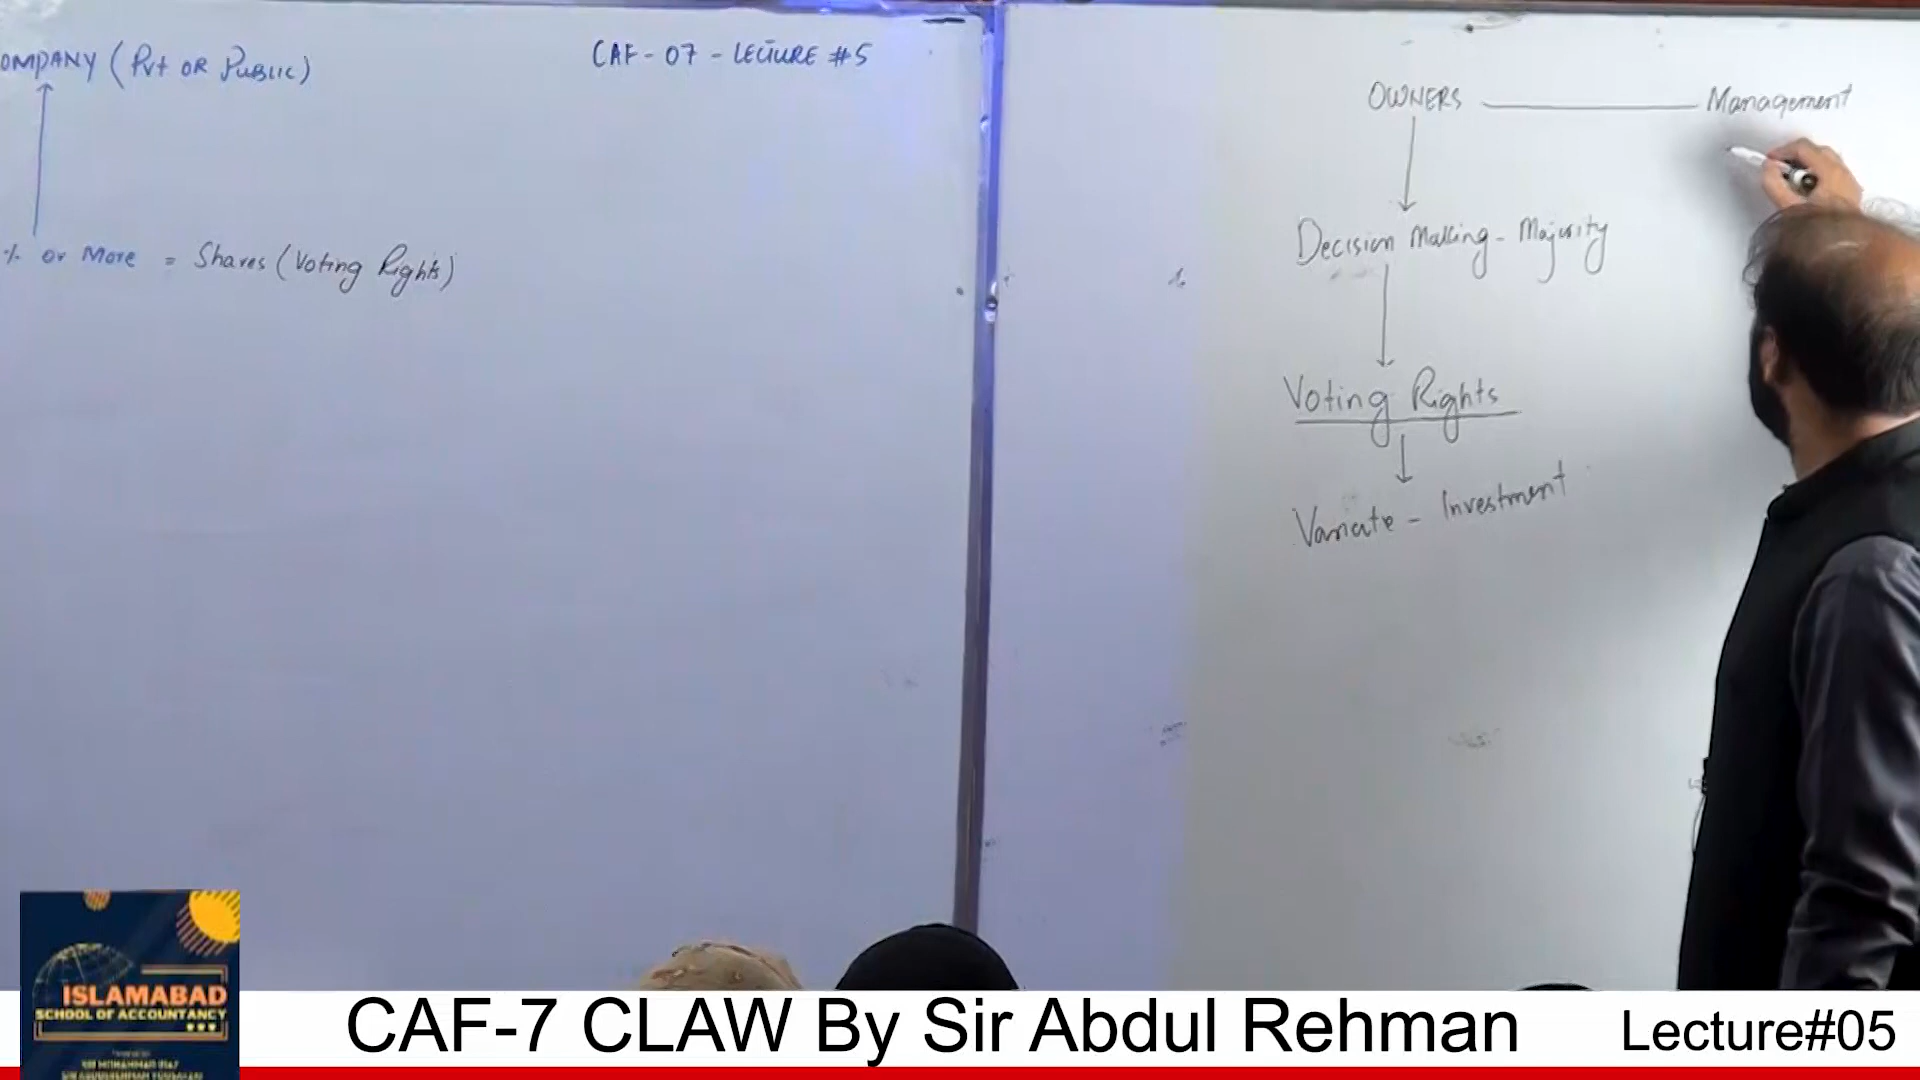 OMPANY (Pvt OR PUBLIC)
CAF - 07 - LECTURE #5
% or More = Shares (Voting Rights)
OWNERS Management
Decision Making - Majority
Voting Rights
Variate - Investment
ISLAMABAD
SCHOOL OF ACCOUNTANCY
CAF-7 CLAW By Sir Abdul Rehman
Lecture#05